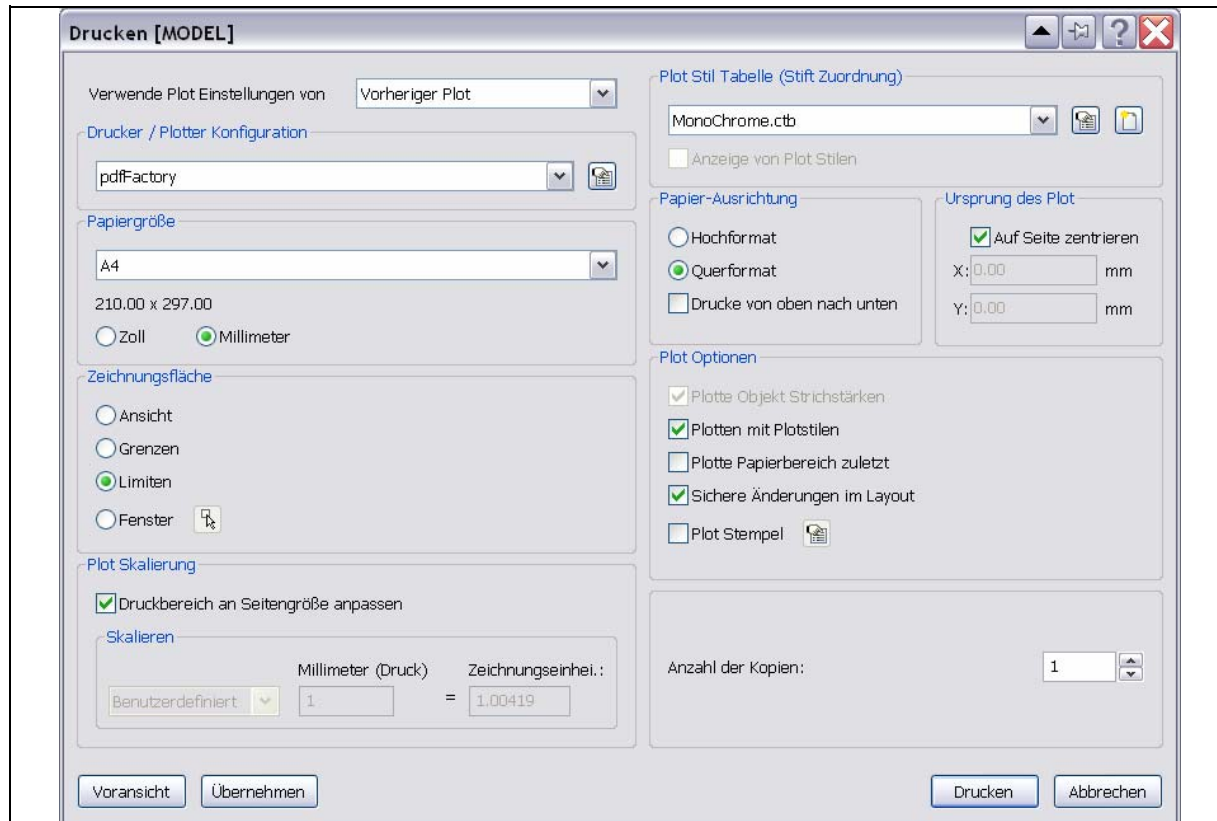 Drucken [MODEL]
Verwende Plot Einstellungen von
Vorheriger Plot
Drucker / Plotter Konfiguration
pdfFactory
Papiergröße
A4
210.00 x 297.00
Zoll
Millimeter
Zeichnungsfläche
Ansicht
Grenzen
Limiten
Fenster
Plot Skalierung
Druckbereich an Seitengröße anpassen
Skalieren
Millimeter (Druck)
Zeichnungseinhei.:
Benutzerdefiniert
1
=
1.00419
Plot Stil Tabelle (Stift Zuordnung)
MonoChrome.ctb
Anzeige von Plot Stilen
Papier-Ausrichtung
Hochformat
Querformat
Drucke von oben nach unten
Ursprung des Plot
Auf Seite zentrieren
X: 0.00 mm
Y: 0.00 mm
Plot Optionen
Plotte Objekt Strichstärken
Plotten mit Plotstilen
Plotte Papierbereich zuletzt
Sichere Änderungen im Layout
Plot Stempel
Anzahl der Kopien:
1
Voransicht
Übernehmen
Drucken
Abbrechen